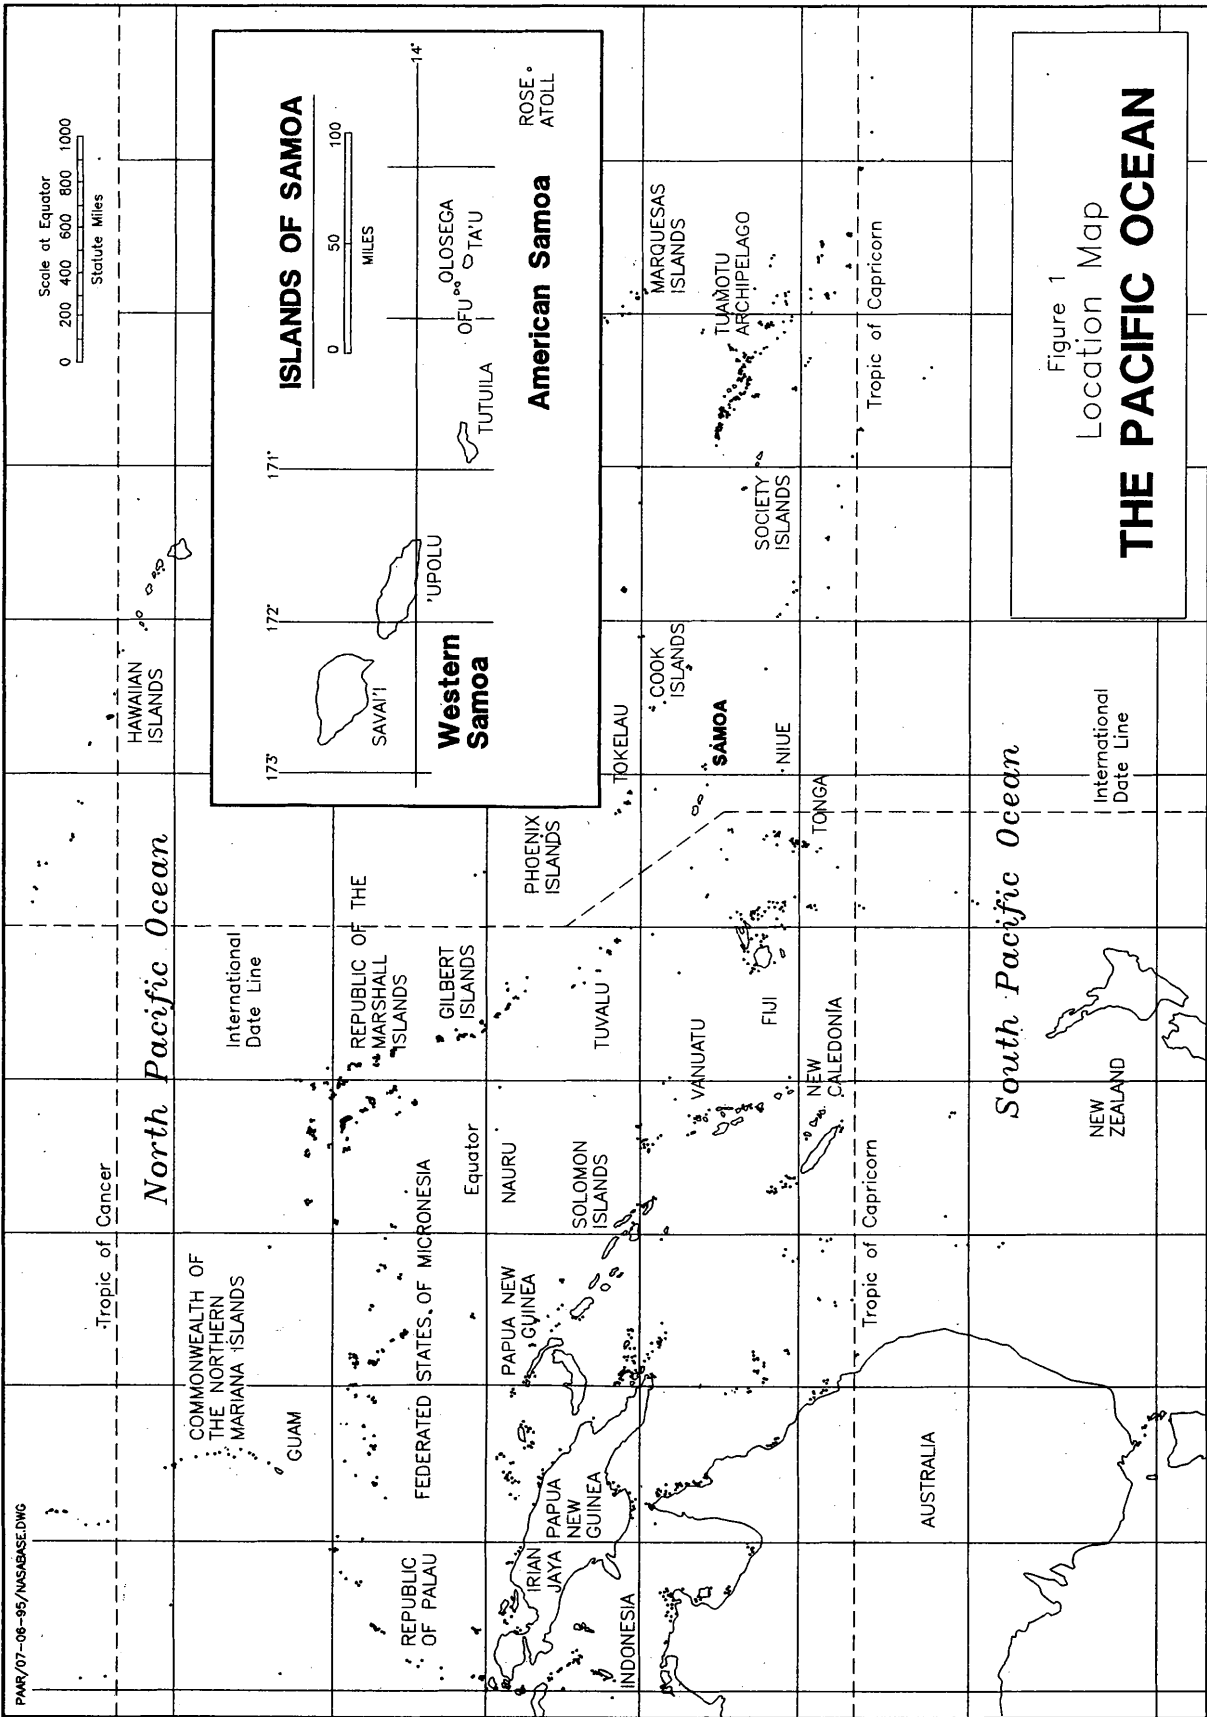 PAAR/07-06-95/NASABASE.DWG
Tropic of Cancer
North Pacific Ocean
HAWAIIAN
ISLANDS
Scale at Equator
0 200 400 600 800 1000
Statute Miles
COMMONWEALTH OF
THE NORTHERN
MARIANA ISLANDS
GUAM
International
Date Line
ISLANDS OF SAMOA
0 50 100
MILES
173°
172°
171°
14°
SAVAI'I
'UPOLU
Western
Samoa
TUTUILA
OFU
OLOSEGA
TA'U
American Samoa
ROSE
ATOLL
REPUBLIC
OF PALAU
FEDERATED STATES OF MICRONESIA
REPUBLIC OF THE
MARSHALL
ISLANDS
GILBERT
ISLANDS
Equator
NAURU
PHOENIX
ISLANDS
IRIAN
JAYA
PAPUA
NEW
GUINEA
PAPUA NEW
GUINEA
INDONESIA
SOLOMON
ISLANDS
TUVALU
TOKELAU
COOK
ISLANDS
MARQUESAS
ISLANDS
VANUATU
SAMOA
TUAMOTU
ARCHIPELAGO
FIJI
NIUE
SOCIETY
ISLANDS
NEW
CALEDONIA
TONGA
Tropic of Capricorn
Tropic of Capricorn
AUSTRALIA
South Pacific Ocean
NEW
ZEALAND
International
Date Line
Figure 1
Location Map
THE PACIFIC OCEAN